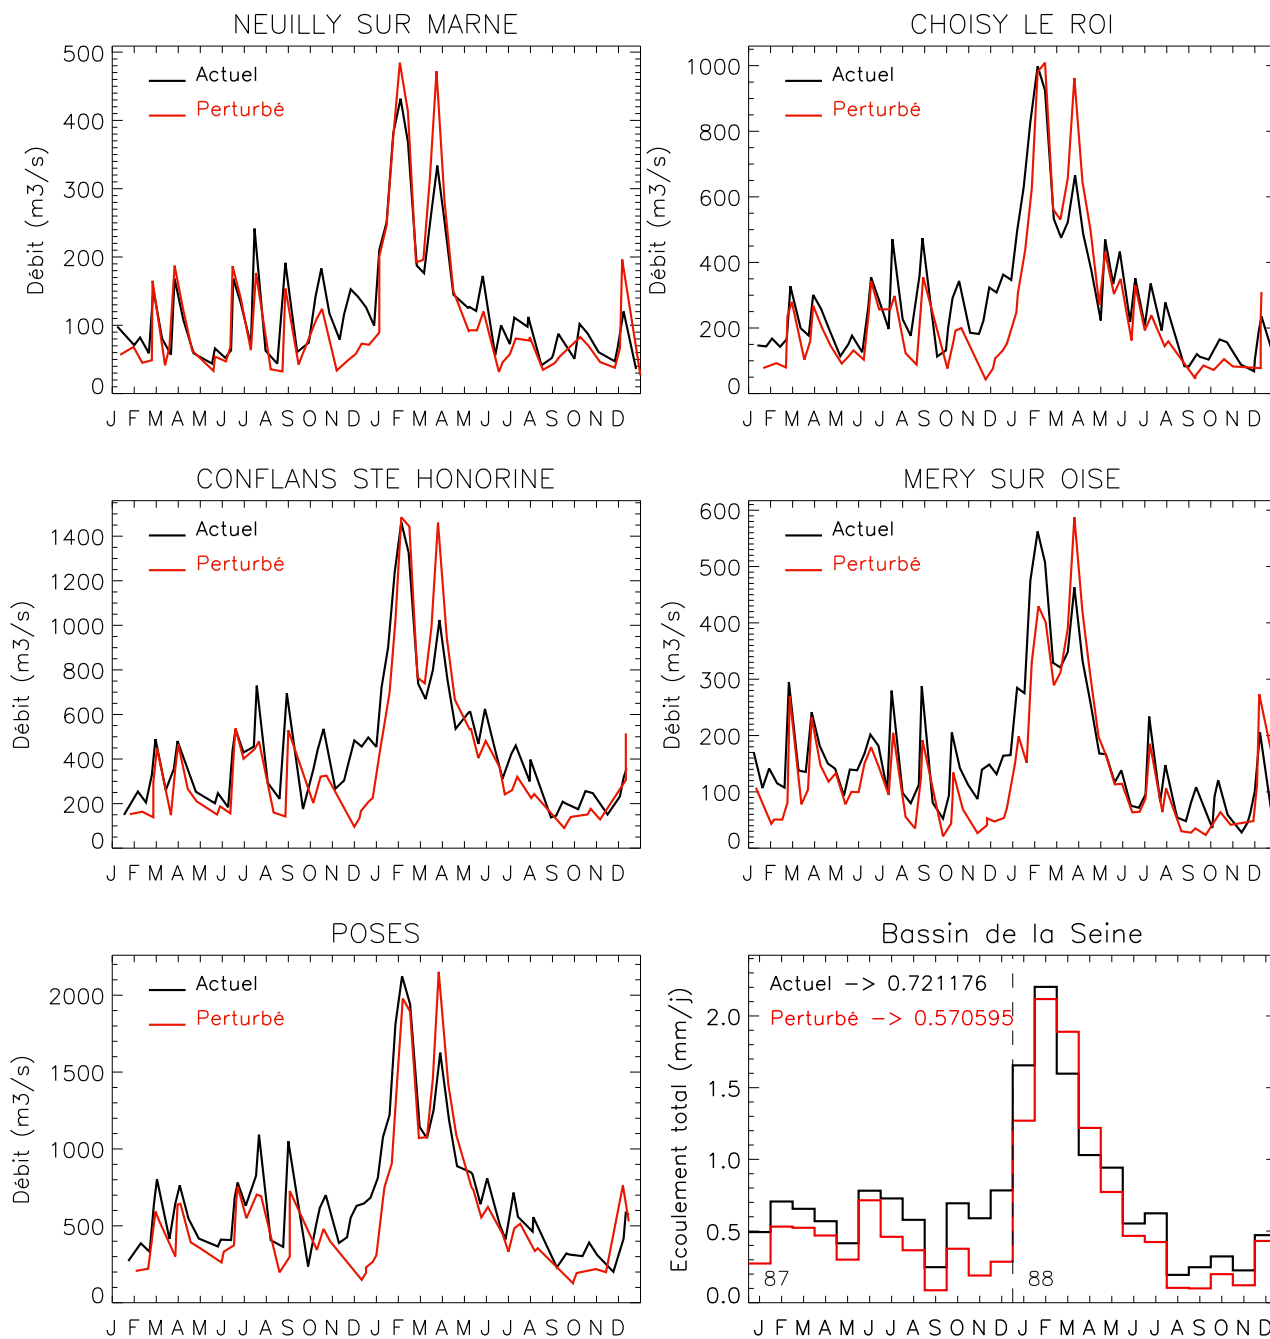 NEUILLY SUR MARNE
Actuel
Perturbé
Débit (m3/s)
500
400
300
200
100
0
J F M A M J J A S O N D J F M A M J J A S O N D
CHOISY LE ROI
Actuel
Perturbé
Débit (m3/s)
1000
800
600
400
200
0
J F M A M J J A S O N D J F M A M J J A S O N D
CONFLANS STE HONORINE
Actuel
Perturbé
Débit (m3/s)
1400
1200
1000
800
600
400
200
0
J F M A M J J A S O N D J F M A M J J A S O N D
MERY SUR OISE
Actuel
Perturbé
Débit (m3/s)
600
500
400
300
200
100
0
J F M A M J J A S O N D J F M A M J J A S O N D
POSES
Actuel
Perturbé
Débit (m3/s)
2000
1500
1000
500
0
J F M A M J J A S O N D J F M A M J J A S O N D
Bassin de la Seine
Actuel -> 0.721176
Perturbé -> 0.570595
Ecoulement total (mm/j)
2.0
1.5
1.0
0.5
0.0
87
88
J F M A M J J A S O N D J F M A M J J A S O N D